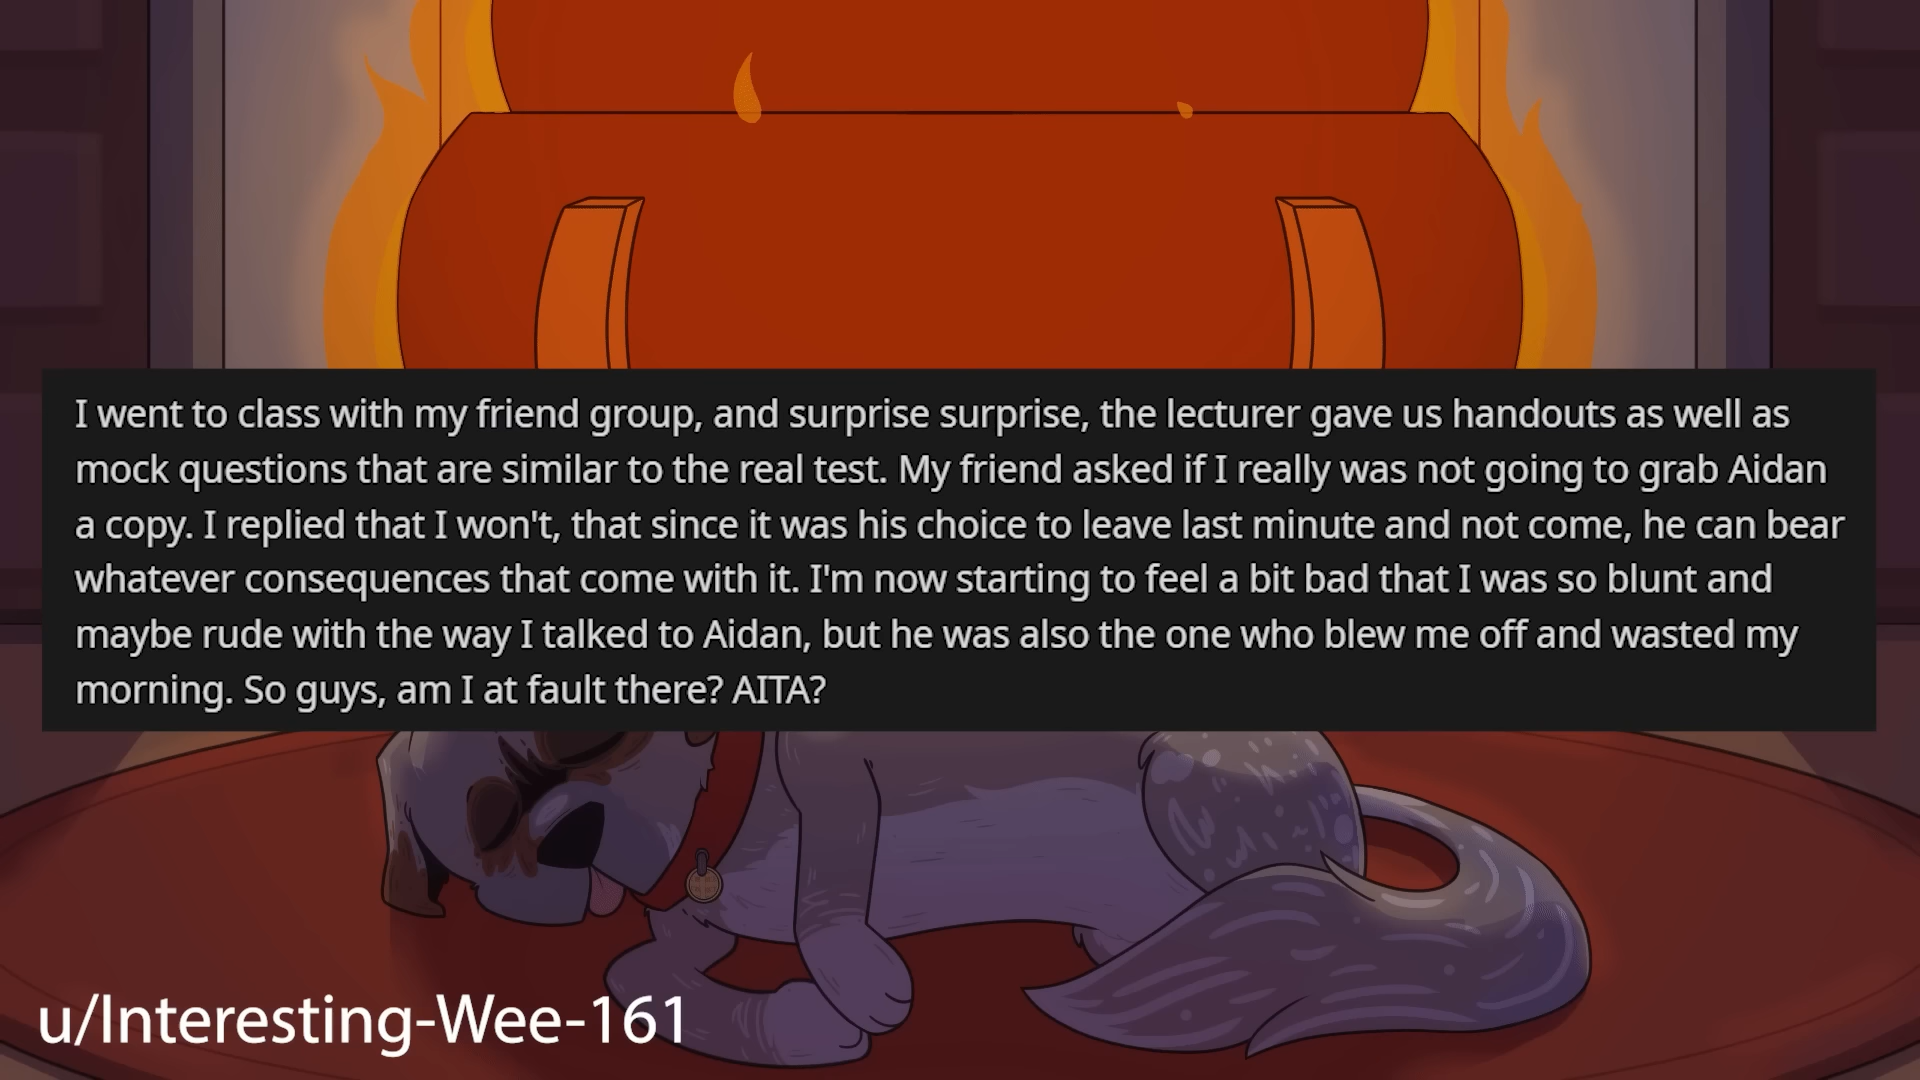 I went to class with my friend group, and surprise surprise, the lecturer gave us handouts as well as
mock questions that are similar to the real test. My friend asked if I really was not going to grab Aidan
a copy. I replied that I won't, that since it was his choice to leave last minute and not come, he can bear
whatever consequences that come with it. I'm now starting to feel a bit bad that I was so blunt and
maybe rude with the way I talked to Aidan, but he was also the one who blew me off and wasted my
morning. So guys, am I at fault there? AITA?
u/Interesting-Wee-161